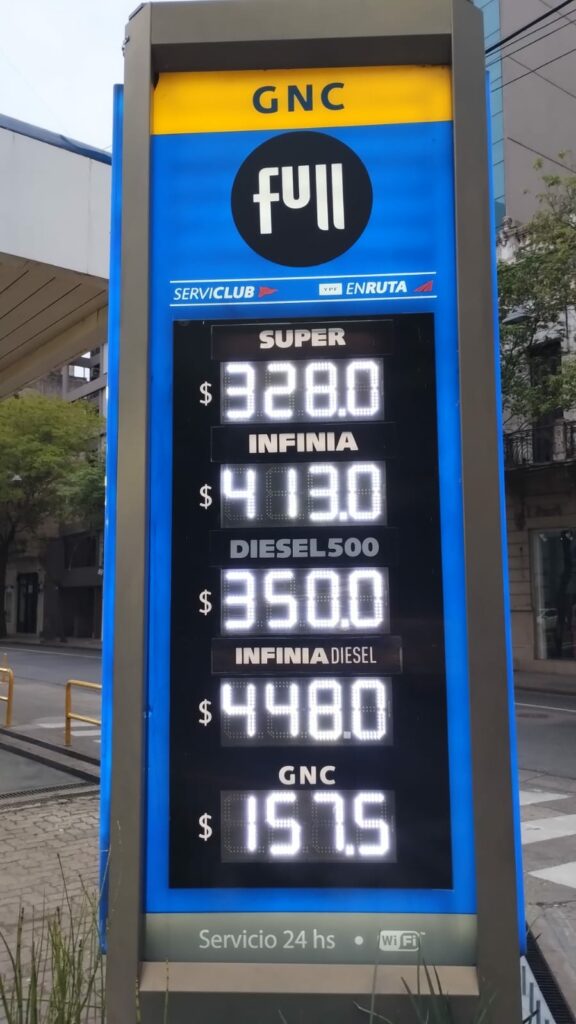 GNC
full
SERVICLUB YPF ENRUTA
SUPER
$ 328.0
INFINIA
$ 413.0
DIESEL500
$ 350.0
INFINIA DIESEL
$ 448.0
GNC
$ 157.5
Servicio 24 hs • WiFi